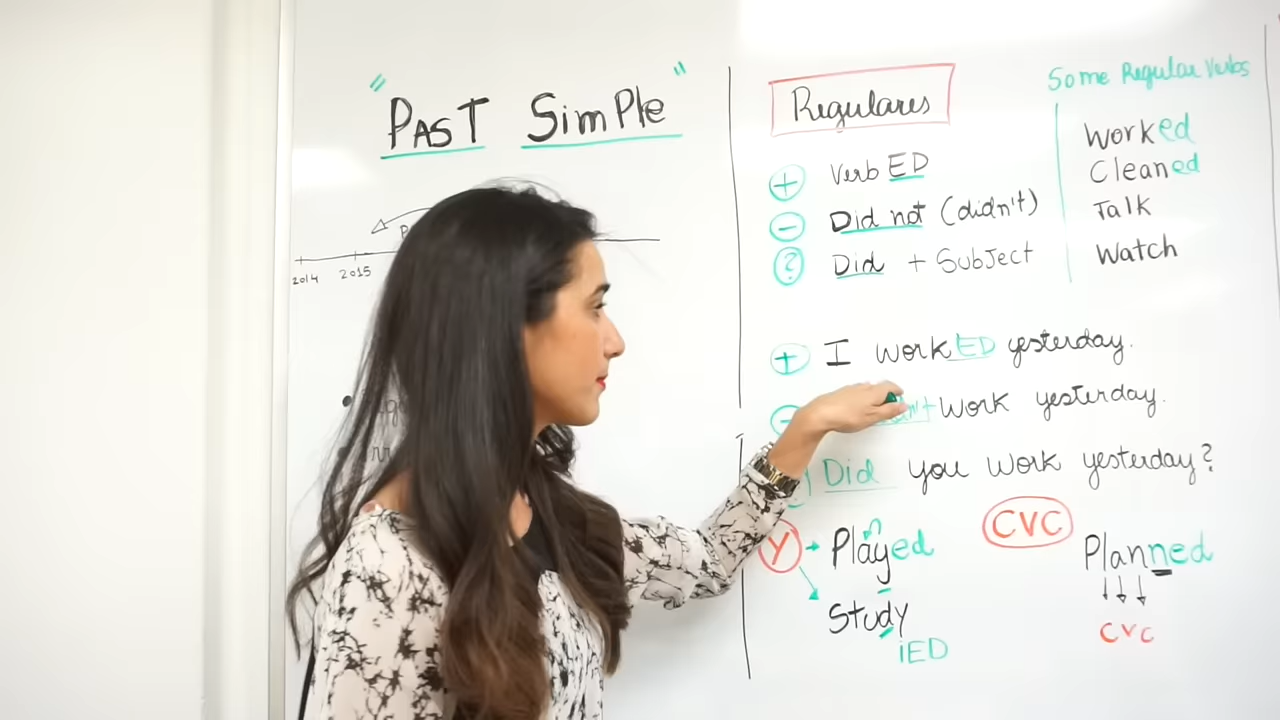 "PAST SimPle"
2014 2015
Regulares
+ Verb ED
- Did not (didn't)
? Did + Subject
Some Regular Verbs
Worked
Cleaned
Talk
Watch
+ I workED yesterday.
- work yesterday.
Did you work yesterday?
Y → Played
Study
iED
CVC
Planned
CVC